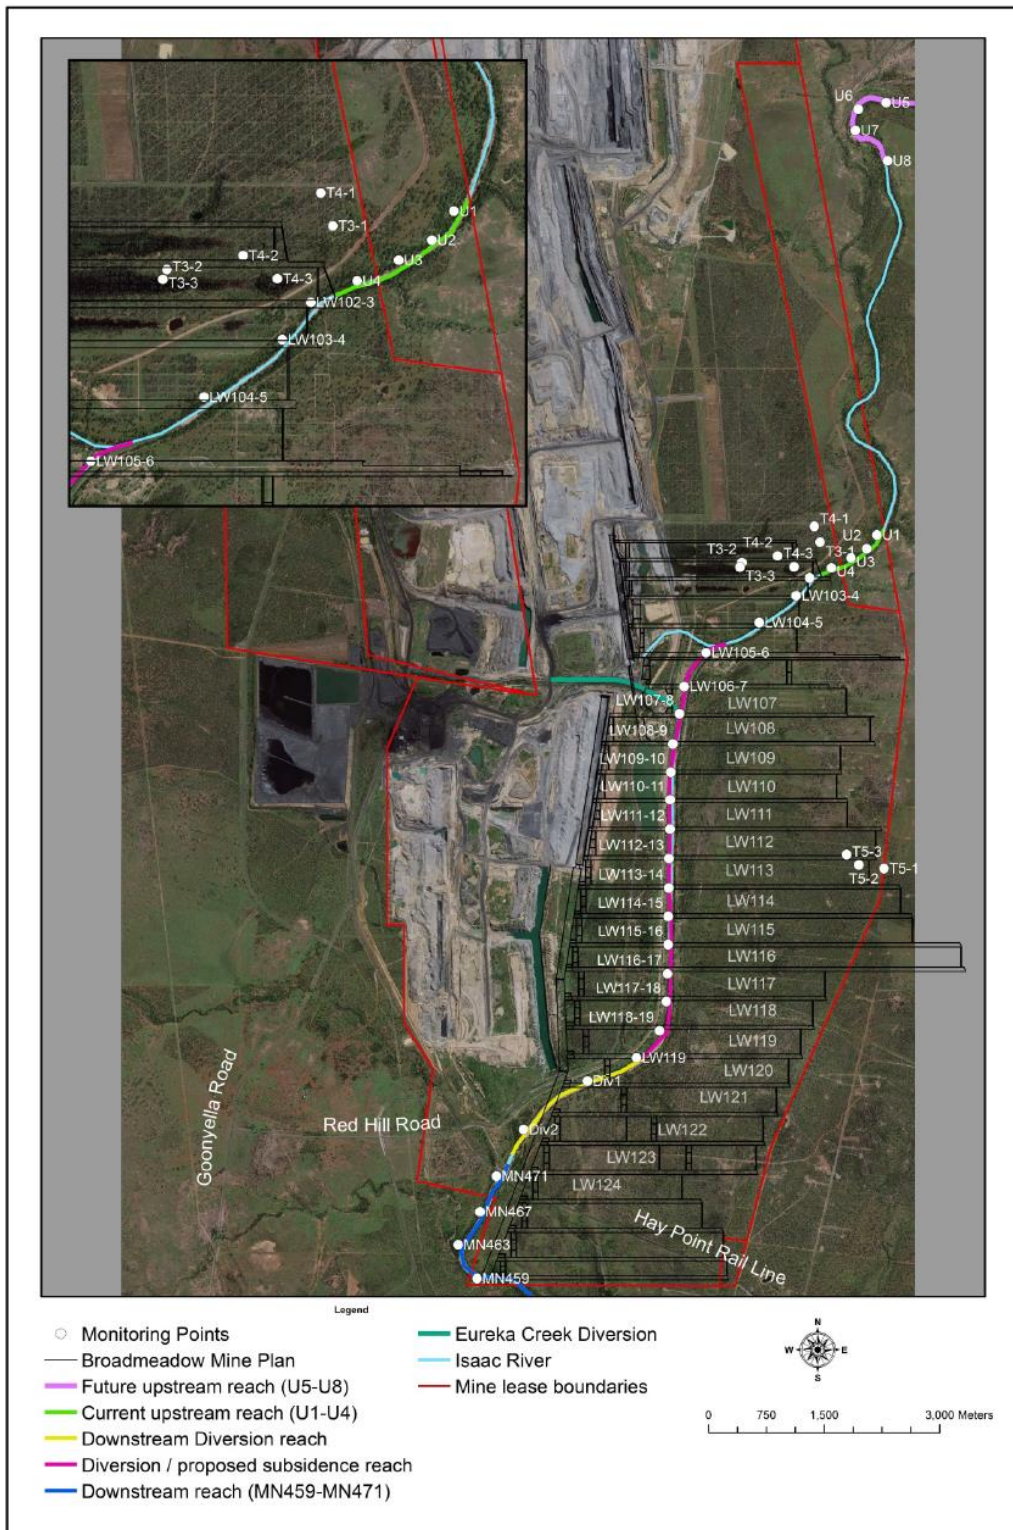 T4-1
T3-1
U1
U2
T4-2
U3
T3-2
T3-3
T4-3
U4
LW102-3
LW103-4
LW104-5
LW105-6
U6
U5
U7
U8
T4-1
U2
U1
T4-2
T3-2
T3-1
T4-3
U3
T3-3
U4
LW103-4
LW104-5
LW105-6
LW106-7
LW107-8
LW107
LW108-9
LW108
LW109-10
LW109
LW110-11
LW110
LW111-12
LW111
LW112-13
LW112
T5-3
LW113-14
LW113
T5-2
T5-1
LW114-15
LW114
LW115-16
LW115
LW116-17
LW116
LW117-18
LW117
LW118-19
LW118
LW119
LW119
LW120
Div1
LW121
Goonyella Road
Red Hill Road
Div2
LW122
LW123
MN471
LW124
MN467
MN463
Hay Point Rail Line
MN459
Legend
Monitoring Points
Broadmeadow Mine Plan
Future upstream reach (U5-U8)
Current upstream reach (U1-U4)
Downstream Diversion reach
Diversion / proposed subsidence reach
Downstream reach (MN459-MN471)
Eureka Creek Diversion
Isaac River
Mine lease boundaries
N
W E
S
0 750 1,500 3,000 Meters